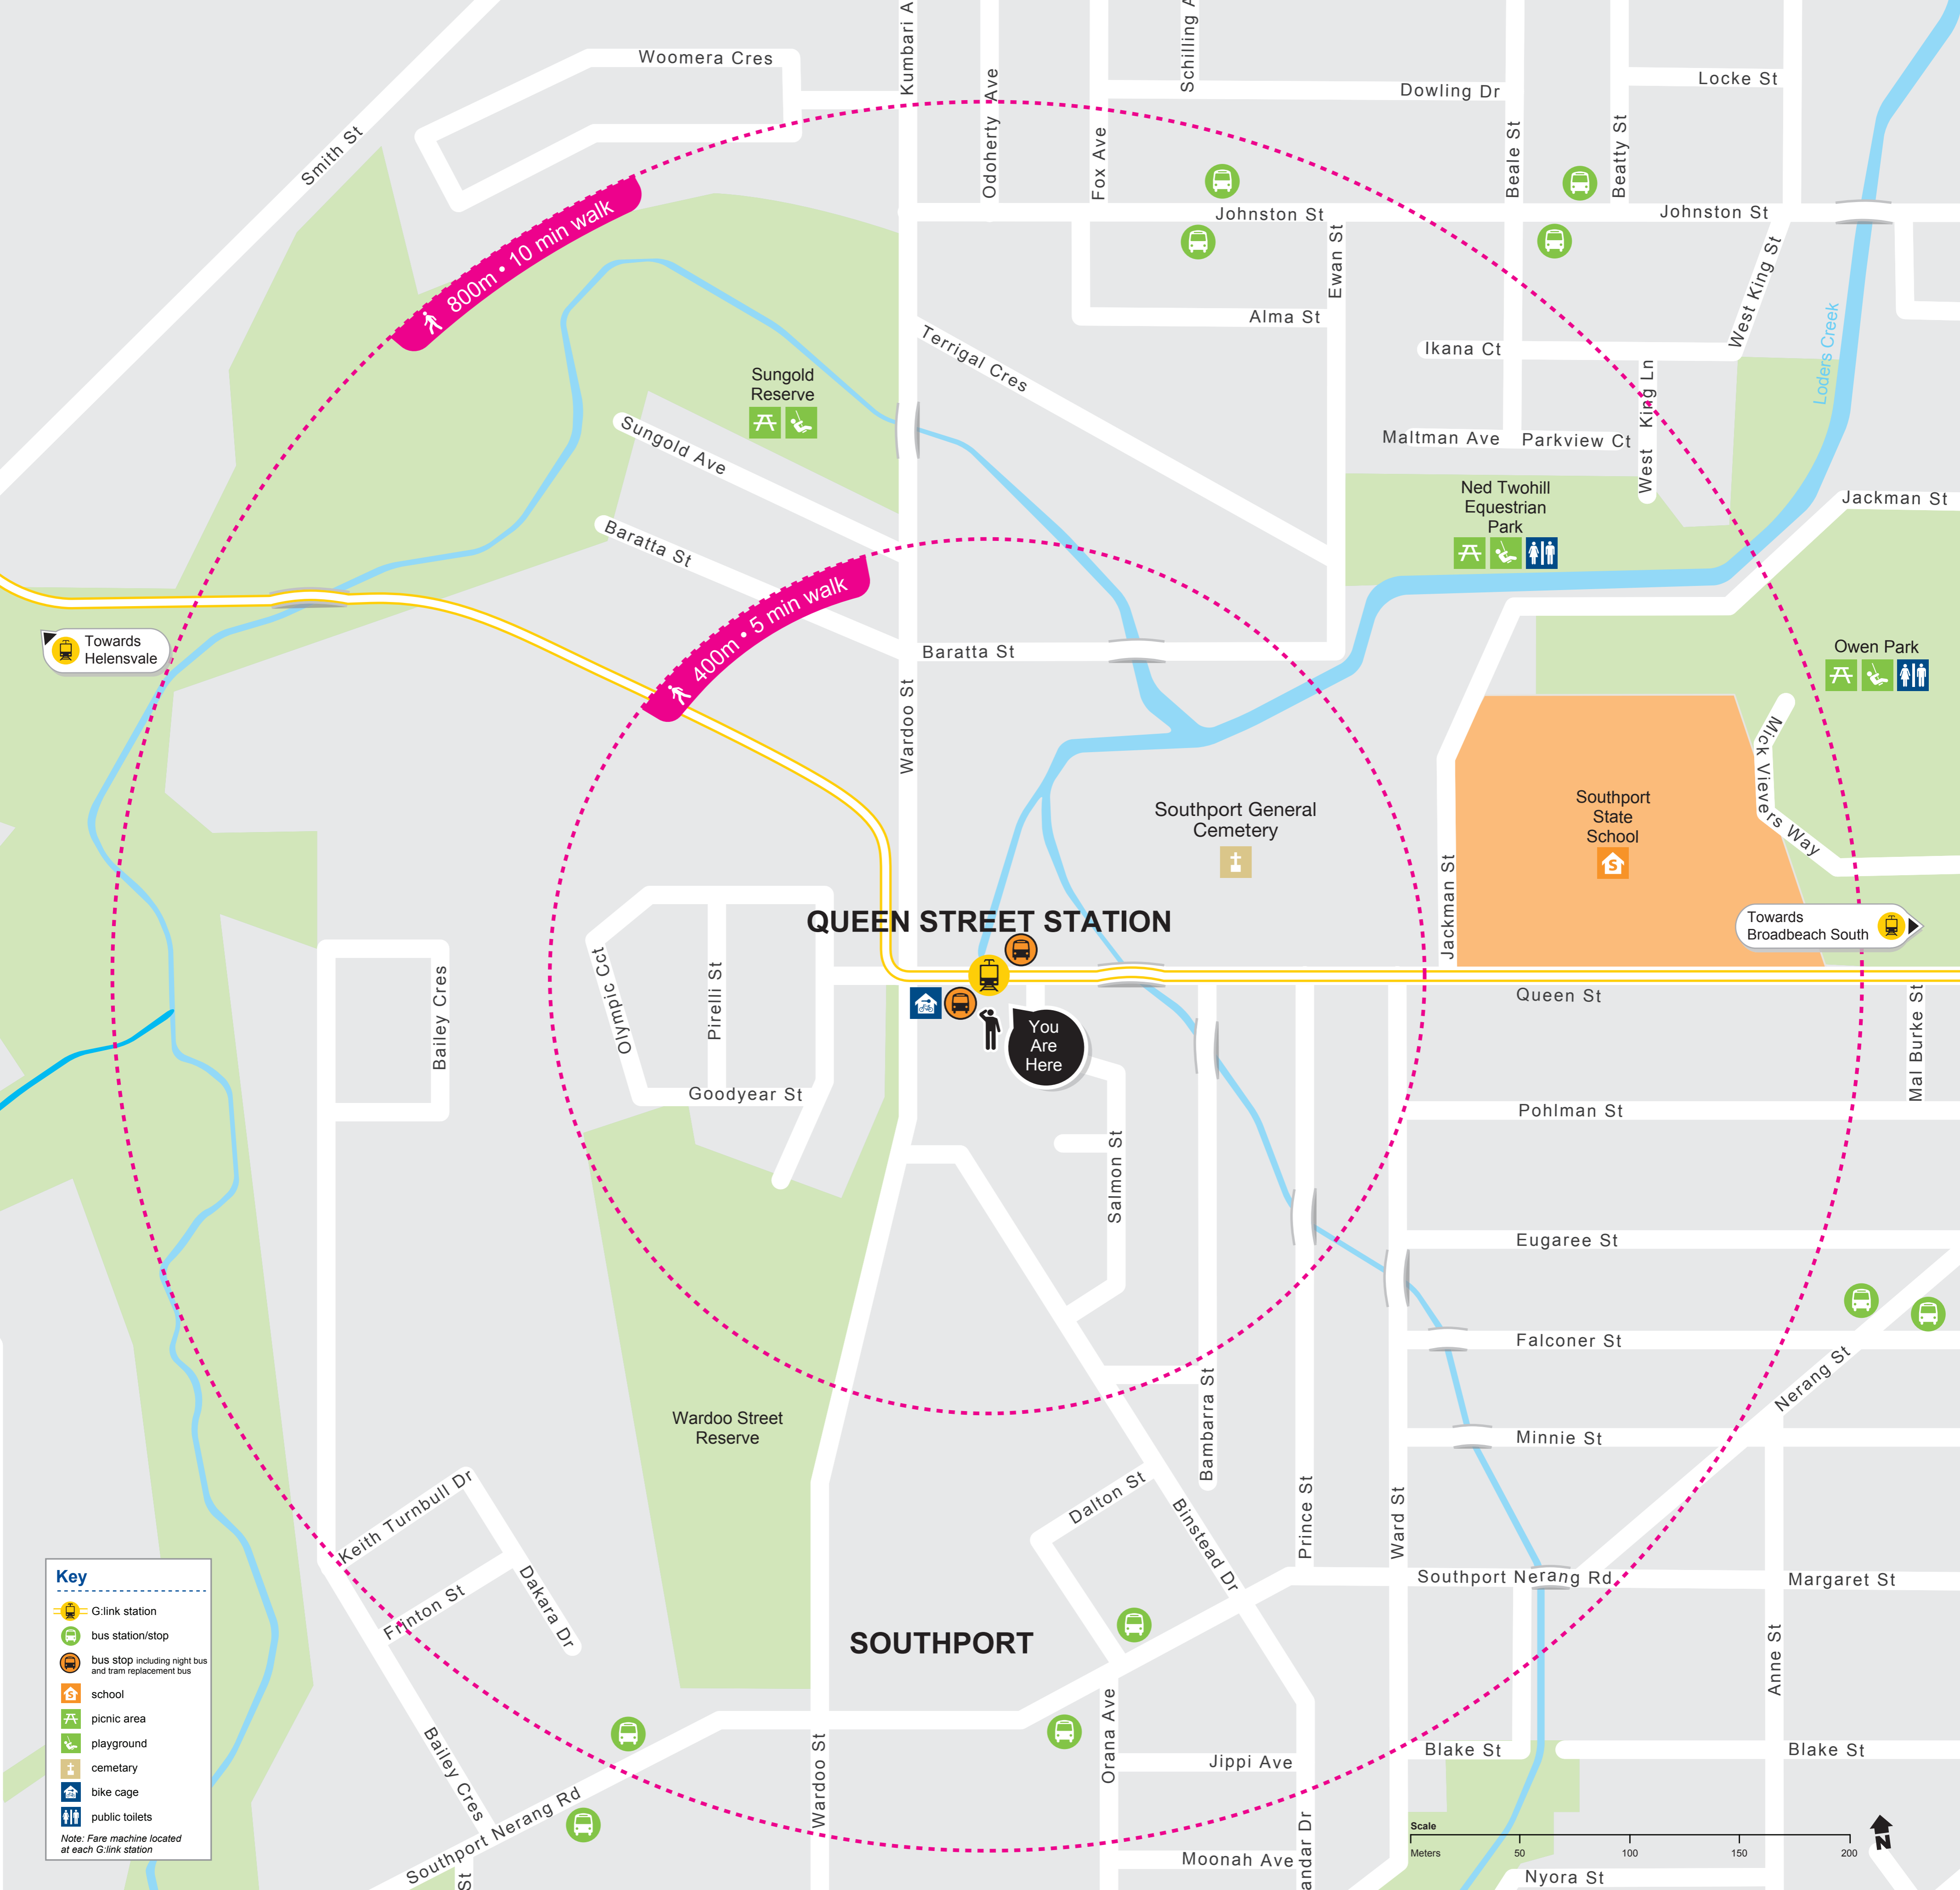 Woomera Cres
Kumbari A
Odoherty Ave
Fox Ave
Schilling A
Dowling Dr
Beale St
Beatty St
Locke St
Smith St
800m • 10 min walk
Johnston St
Johnston St
Ewan St
West King St
Alma St
Ikana Ct
Loders Creek
Terrigal Cres
Sungold
Reserve
Sungold Ave
West King Ln
Maltman Ave
Parkview Ct
Ned Twohill
Equestrian
Park
Jackman St
Baratta St
400m • 5 min walk
Towards
Helensvale
Baratta St
Owen Park
Wardoo St
Mick Vievers Way
Southport General
Cemetery
Southport
State
School
Jackman St
QUEEN STREET STATION
Towards
Broadbeach South
Olympic Cct
Pirelli St
Bailey Cres
Queen St
You
Are
Here
Mal Burke St
Goodyear St
Pohlman St
Salmon St
Eugaree St
Falconer St
Nerang St
Wardoo Street
Reserve
Bambarra St
Minnie St
Dalton St
Binstead Dr
Prince St
Ward St
Keith Turnbull Dr
Frinton St
Dakara Dr
Southport Nerang Rd
Margaret St
SOUTHPORT
Anne St
Bailey Cres
Wardoo St
Orana Ave
Jippi Ave
Blake St
Blake St
Southport Nerang Rd
St
Moonah Ave
andar Dr
Nyora St
Key
G:link station
bus station/stop
bus stop including night bus
and tram replacement bus
school
picnic area
playground
cemetary
bike cage
public toilets
Note: Fare machine located
at each G:link station
Scale
Meters 50 100 150 200
N